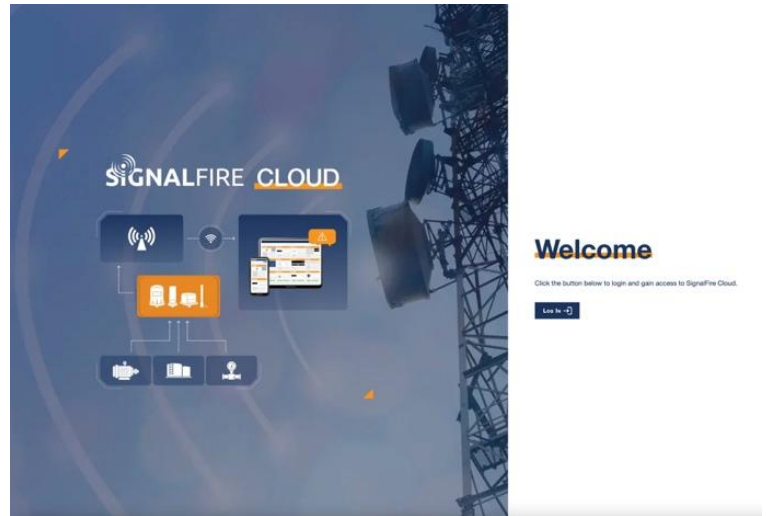 SIGNALFIRE CLOUD
Welcome
Click the button below to login and gain access to SignalFire Cloud.
Log In